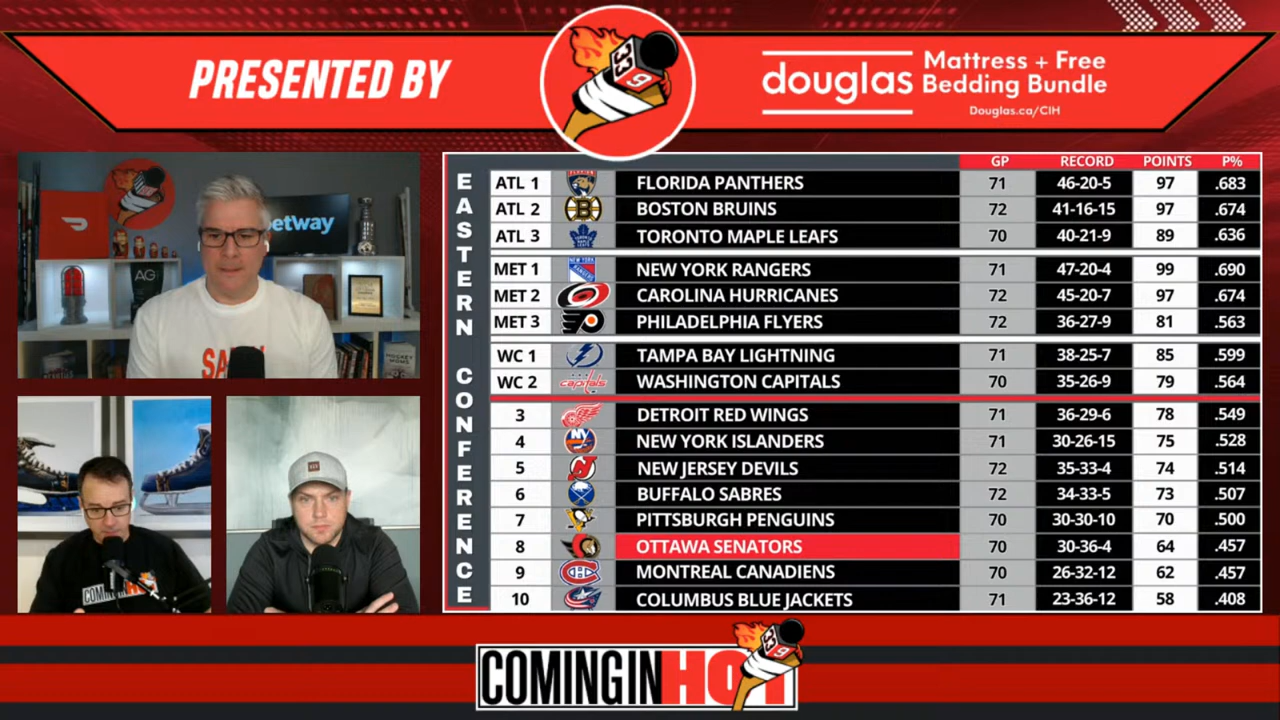 PRESENTED BY
339
douglas
Mattress + Free
Bedding Bundle
Douglas.ca/CIH
betway
AG
HOCKEY
MOMS
COMING IN
EASTERN CONFERENCE
GP RECORD POINTS P%
ATL 1 FLORIDA PANTHERS 71 46-20-5 97 .683
ATL 2 BOSTON BRUINS 72 41-16-15 97 .674
ATL 3 TORONTO MAPLE LEAFS 70 40-21-9 89 .636
MET 1 NEW YORK RANGERS 71 47-20-4 99 .690
MET 2 CAROLINA HURRICANES 72 45-20-7 97 .674
MET 3 PHILADELPHIA FLYERS 72 36-27-9 81 .563
WC 1 TAMPA BAY LIGHTNING 71 38-25-7 85 .599
WC 2 capitals WASHINGTON CAPITALS 70 35-26-9 79 .564
3 DETROIT RED WINGS 71 36-29-6 78 .549
4 NY NEW YORK ISLANDERS 71 30-26-15 75 .528
5 NEW JERSEY DEVILS 72 35-33-4 74 .514
6 BUFFALO SABRES 72 34-33-5 73 .507
7 PITTSBURGH PENGUINS 70 30-30-10 70 .500
8 OTTAWA SENATORS 70 30-36-4 64 .457
9 MONTREAL CANADIENS 70 26-32-12 62 .457
10 COLUMBUS BLUE JACKETS 71 23-36-12 58 .408
COMINGINHOT
339